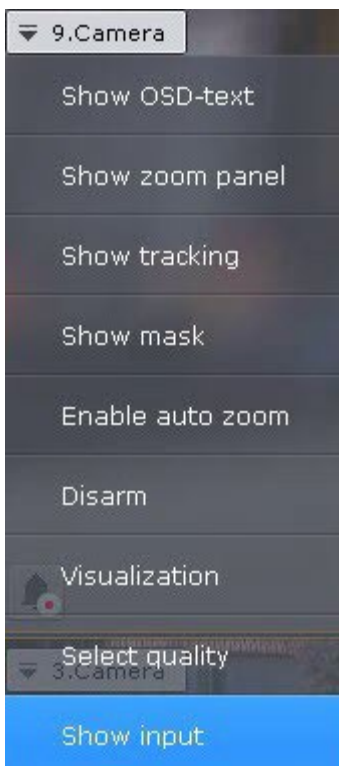 9.Camera
Show OSD-text
Show zoom panel
Show tracking
Show mask
Enable auto zoom
Disarm
Visualization
Select quality
3.Camera
Show input